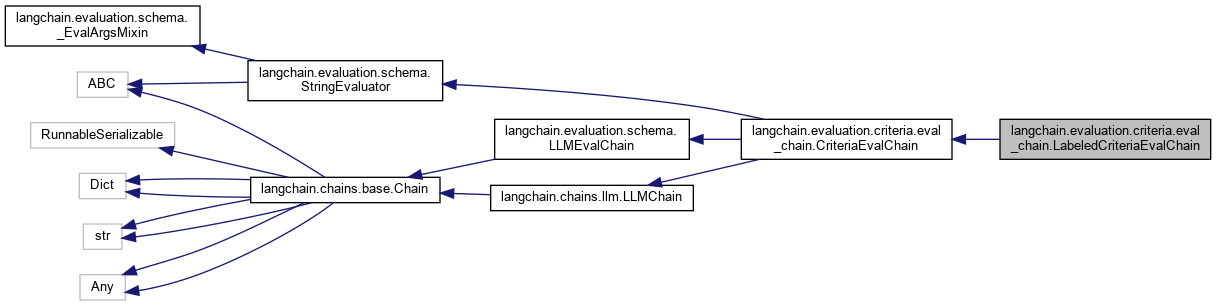 langchain.evaluation.schema.
_EvalArgsMixin
ABC
langchain.evaluation.schema.
StringEvaluator
RunnableSerializable
langchain.evaluation.schema.
LLMEvalChain
langchain.evaluation.criteria.eval
_chain.CriteriaEvalChain
langchain.evaluation.criteria.eval
_chain.LabeledCriteriaEvalChain
Dict
langchain.chains.base.Chain
langchain.chains.llm.LLMChain
str
Any